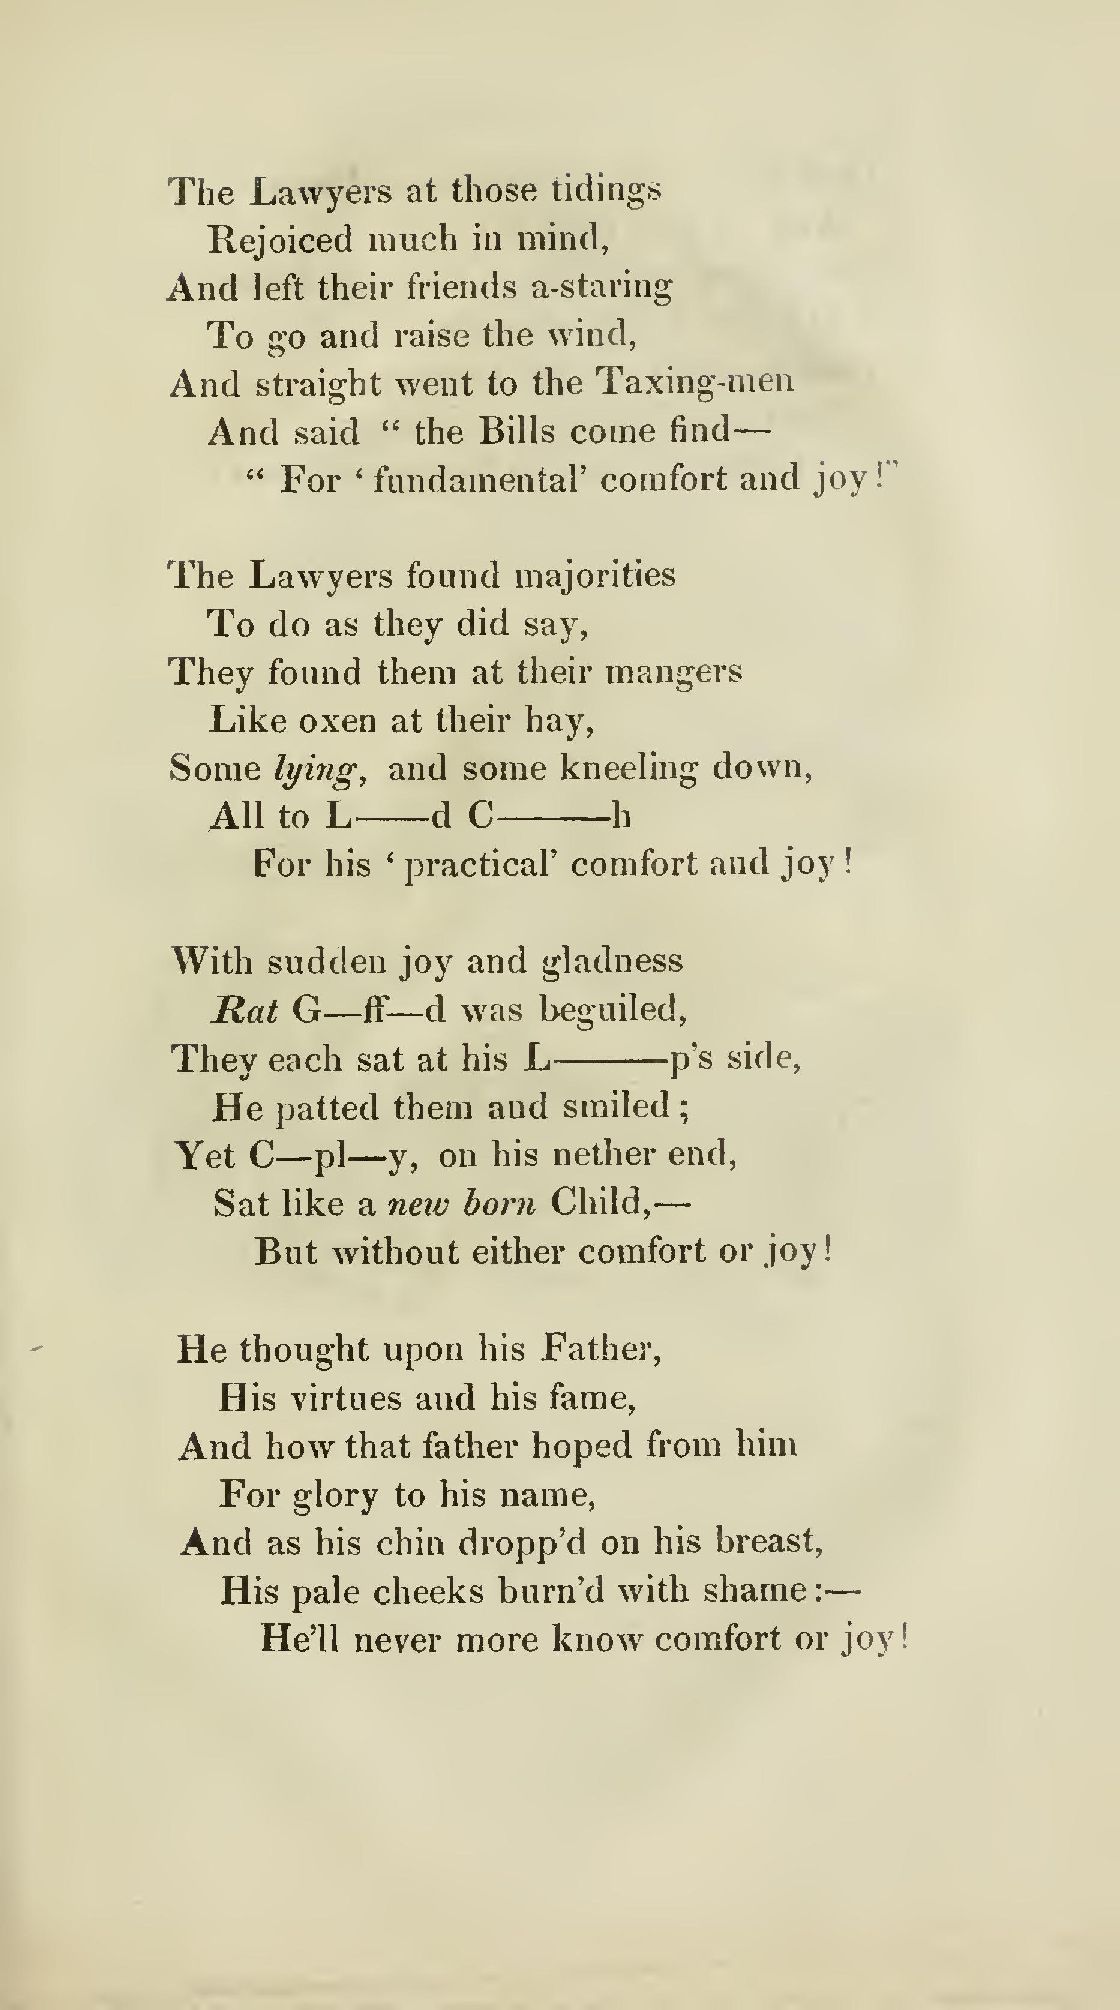 The Lawyers at those tidings
Rejoiced much in mind,
And left their friends a-staring
To go and raise the wind,
And straight went to the Taxing-men
And said “ the Bills come find—
“ For ‘ fundamental’ comfort and joy!”
The Lawyers found majorities
To do as they did say,
They found them at their mangers
Like oxen at their hay,
Some lying, and some kneeling down,
All to L——d C———h
For his ‘ practical’ comfort and joy!
With sudden joy and gladness
Rat G—ff—d was beguiled,
They each sat at his L———p’s side,
He patted them and smiled;
Yet C—pl—y, on his nether end,
Sat like a new born Child,—
But without either comfort or joy!
He thought upon his Father,
His virtues and his fame,
And how that father hoped from him
For glory to his name,
And as his chin dropp’d on his breast,
His pale cheeks burn’d with shame:—
He’ll never more know comfort or joy!